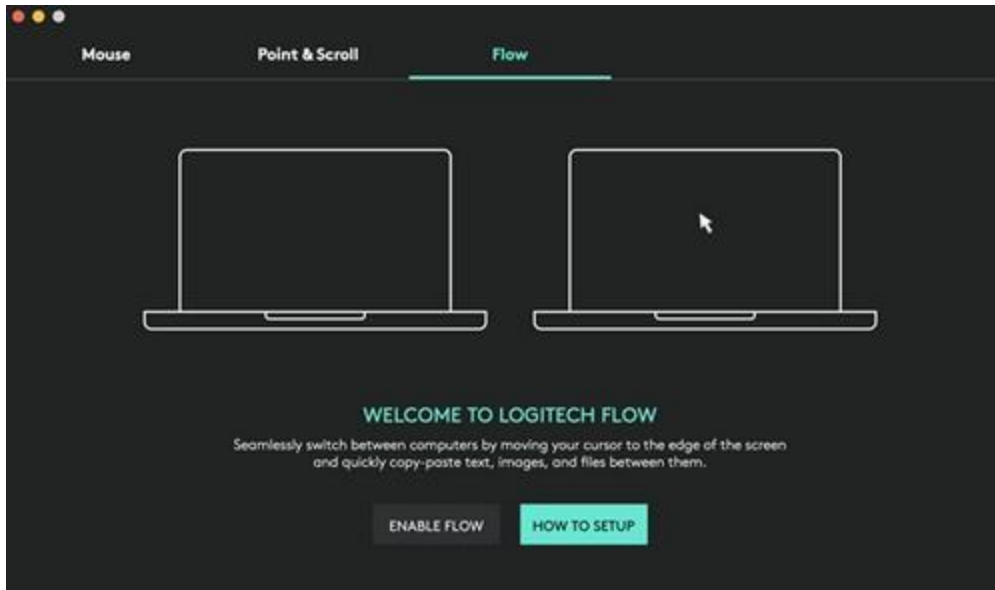 Mouse
Point & Scroll
Flow
WELCOME TO LOGITECH FLOW
Seamlessly switch between computers by moving your cursor to the edge of the screen
and quickly copy-paste text, images, and files between them.
ENABLE FLOW
HOW TO SETUP